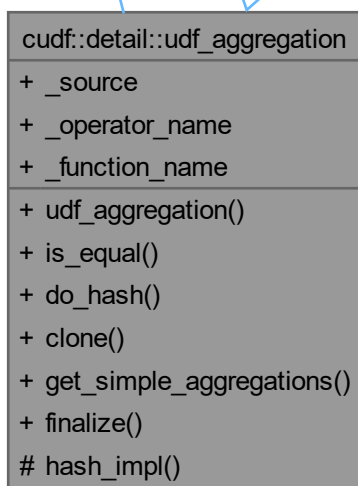 cudf::detail::udf_aggregation
+ _source
+ _operator_name
+ _function_name
+ udf_aggregation()
+ is_equal()
+ do_hash()
+ clone()
+ get_simple_aggregations()
+ finalize()
# hash_impl()